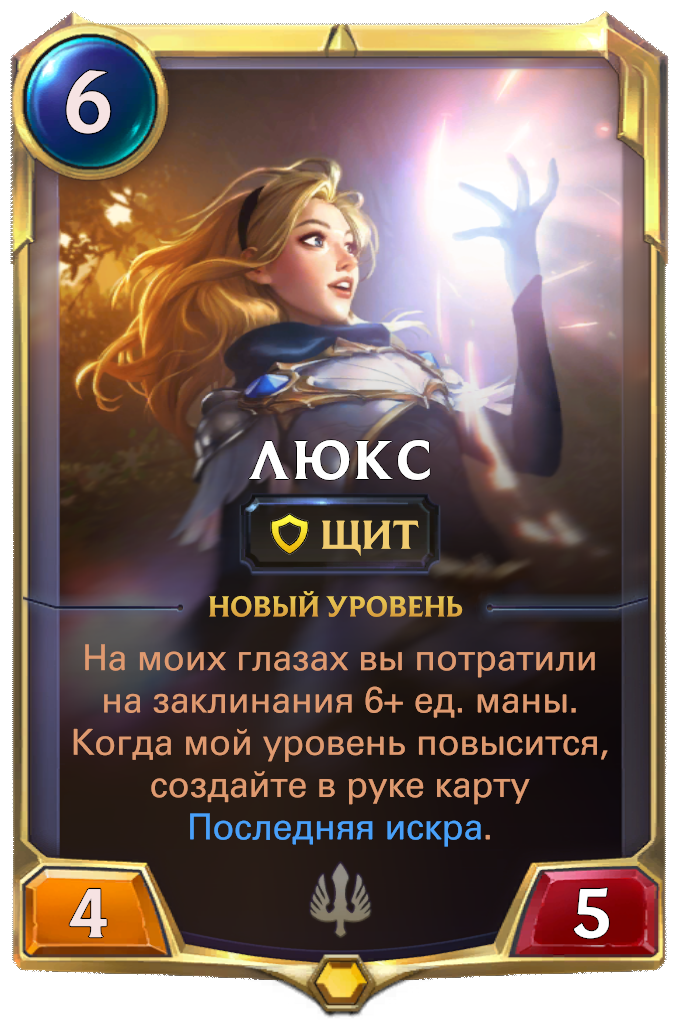 6
ЛЮКС
ЩИТ
НОВЫЙ УРОВЕНЬ
На моих глазах вы потратили
на заклинания 6+ ед. маны.
Когда мой уровень повысится,
создайте в руке карту
Последняя искра.
4
5